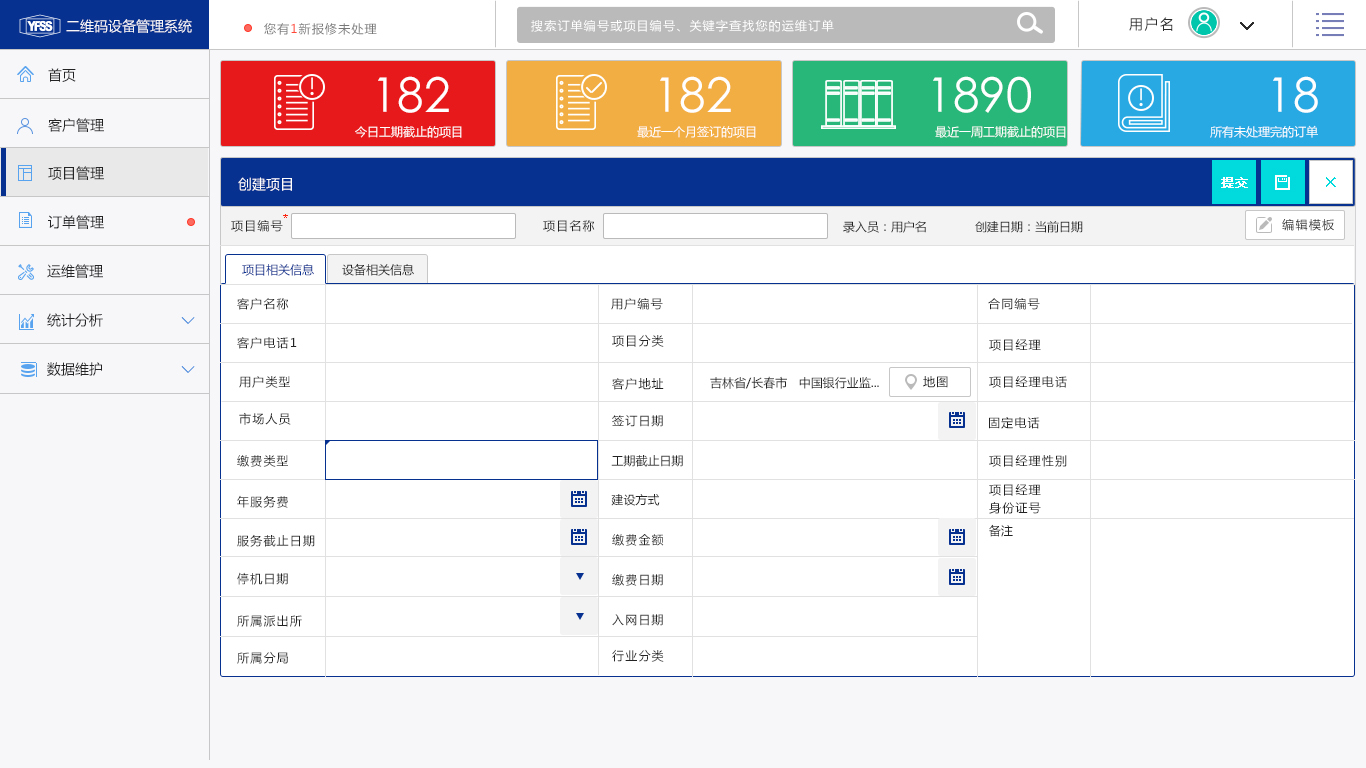 YFSS 二维码设备管理系统
您有1新报修未处理
搜索订单编号或项目编号、关键字查找您的运维订单
用户名
首页
客户管理
项目管理
订单管理
运维管理
统计分析
数据维护
182
今日工期截止的项目
182
最近一个月签订的项目
1890
最近一周工期截止的项目
18
所有未处理完的订单
创建项目
提交
项目编号*
项目名称
录入员：用户名
创建日期：当前日期
编辑模板
项目相关信息 设备相关信息
客户名称 用户编号 合同编号
客户电话1 项目分类 项目经理
用户类型 客户地址 吉林省/长春市 中国银行业监... 地图 项目经理电话
市场人员 签订日期 固定电话
缴费类型 工期截止日期 项目经理性别
年服务费 建设方式 项目经理
身份证号
服务截止日期 缴费金额 备注
停机日期 缴费日期
所属派出所 入网日期
所属分局 行业分类